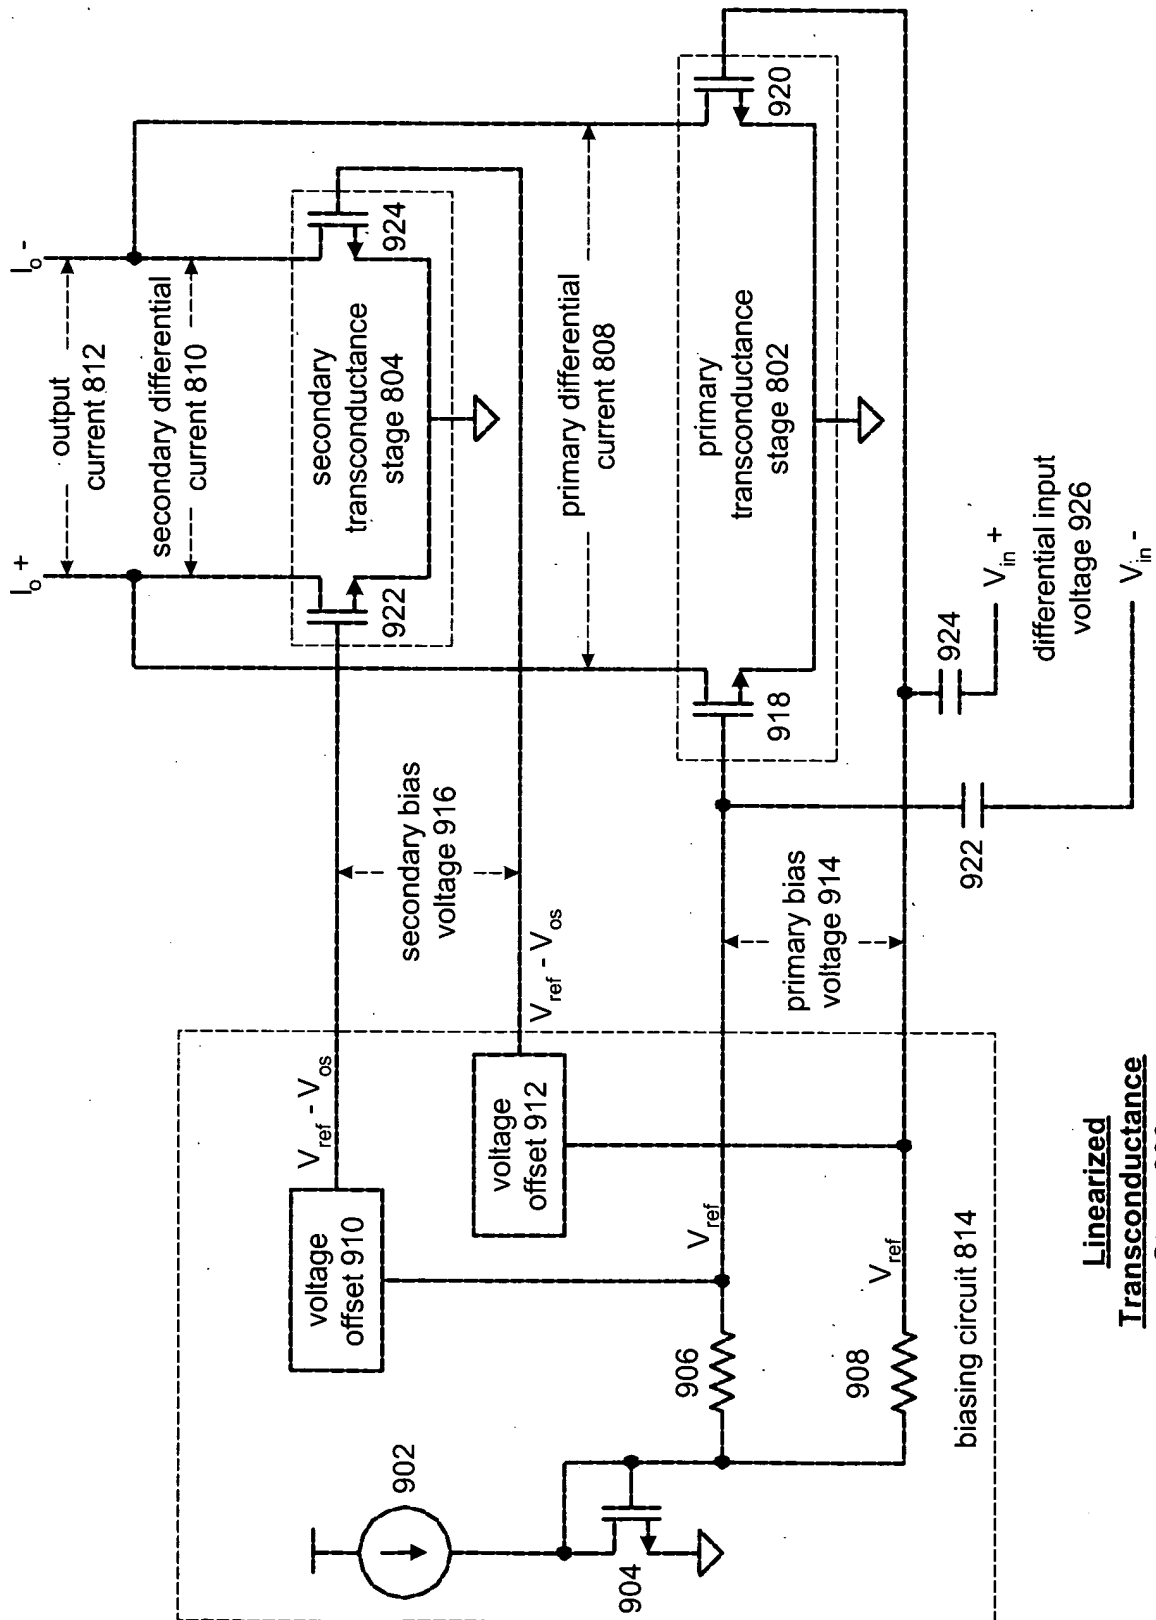 I_o +
I_o -
output
current 812
secondary differential
current 810
922
secondary
transconductance
stage 804
924
primary differential
current 808
918
primary
transconductance
stage 802
920
secondary bias
voltage 916
V_ref - V_os
V_ref - V_os
voltage
offset 910
voltage
offset 912
primary bias
voltage 914
V_ref
V_ref
902
904
906
908
biasing circuit 814
922
924
V_in +
differential input
voltage 926
V_in -
Linearized
Transconductance